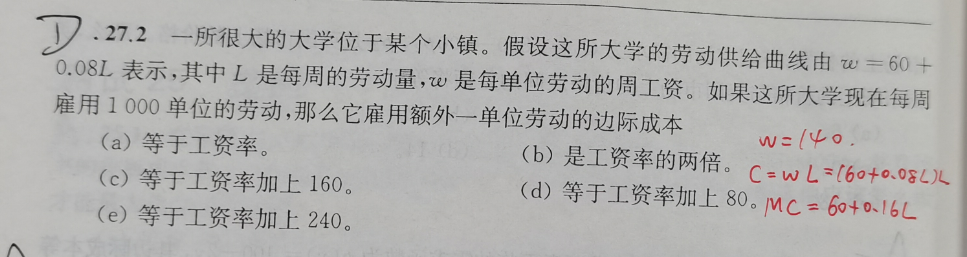 D .27.2 一所很大的大学位于某个小镇。假设这所大学的劳动供给曲线由 w=60+
0.08L 表示,其中 L 是每周的劳动量,w 是每单位劳动的周工资。如果这所大学现在每周
雇用 1 000 单位的劳动,那么它雇用额外一单位劳动的边际成本
(a) 等于工资率。 (b) 是工资率的两倍。 w=140.
(c) 等于工资率加上 160。 (d) 等于工资率加上 80。 C=wL=(60+0.08L)L
(e) 等于工资率加上 240。 MC=60+0.16L